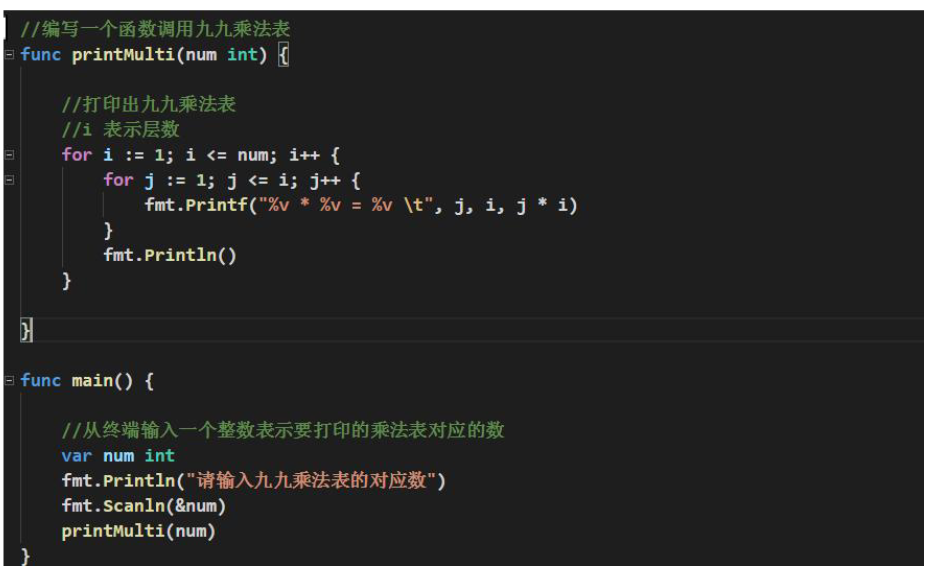 //编写一个函数调用九九乘法表
func printMulti(num int) {
//打印出九九乘法表
//i 表示层数
for i := 1; i <= num; i++ {
for j := 1; j <= i; j++ {
fmt.Printf("%v * %v = %v \t", j, i, j * i)
}
fmt.Println()
}
}
func main() {
//从终端输入一个整数表示要打印的乘法表对应的数
var num int
fmt.Println("请输入九九乘法表的对应数")
fmt.Scanln(&num)
printMulti(num)
}